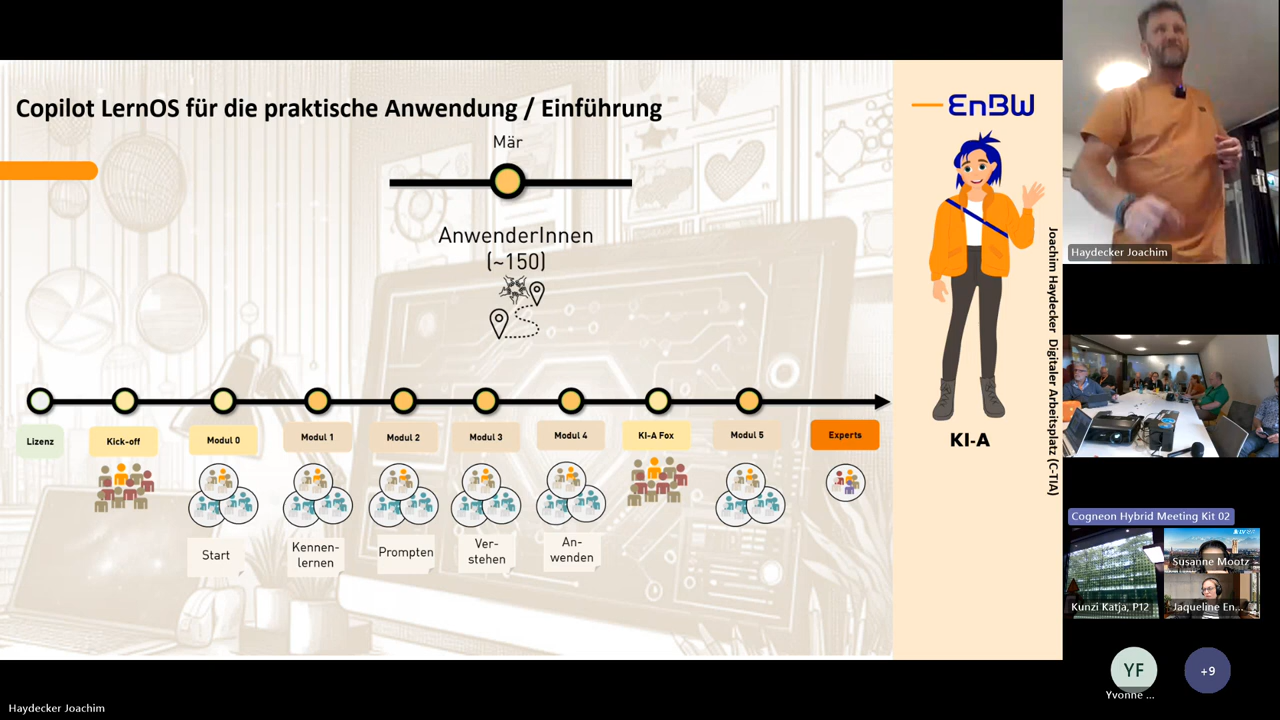 Copilot LernOS für die praktische Anwendung / Einführung
Mär
AnwenderInnen
(~150)
Lizenz
Kick-off
Modul 0
Modul 1
Modul 2
Modul 3
Modul 4
KI-A Fox
Modul 5
Experts
Start
Kennen-
lernen
Prompten
Ver-
stehen
An-
wenden
EnBW
KI-A
Joachim Haydecker Digitaler Arbeitsplatz (C-TIA)
Haydecker Joachim
Cogneon Hybrid Meeting Kit 02
Susanne Mootz
Kunzi Katja, P12
Jaqueline En...
YF
+9
Yvonne ...
Haydecker Joachim